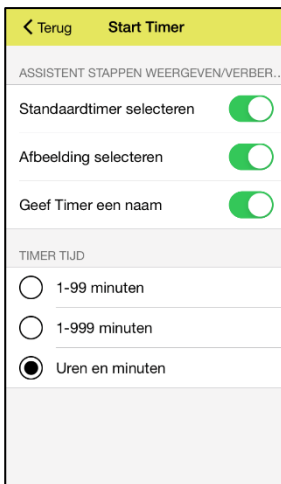 Terug Start Timer
ASSISTENT STAPPEN WEERGEVEN/VERBER...
Standaardtimer selecteren
Afbeelding selecteren
Geef Timer een naam
TIMER TIJD
1-99 minuten
1-999 minuten
Uren en minuten